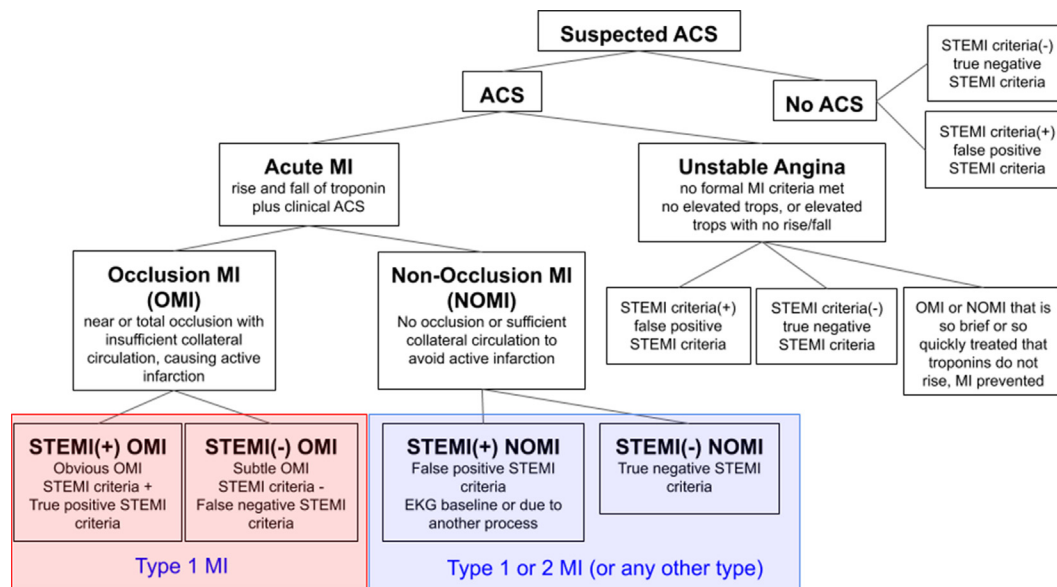 Suspected ACS
STEMI criteria(-)
true negative
STEMI criteria
ACS
No ACS
STEMI criteria(+)
false positive
STEMI criteria
Acute MI
rise and fall of troponin
plus clinical ACS
Unstable Angina
no formal MI criteria met
no elevated trops, or elevated
trops with no rise/fall
Occlusion MI
(OMI)
near or total occlusion with
insufficient collateral
circulation, causing active
infarction
Non-Occlusion MI
(NOMI)
No occlusion or sufficient
collateral circulation to
avoid active infarction
STEMI criteria(+)
false positive
STEMI criteria
STEMI criteria(-)
true negative
STEMI criteria
OMI or NOMI that is
so brief or so
quickly treated that
troponins do not
rise, MI prevented
STEMI(+) OMI
Obvious OMI
STEMI criteria +
True positive STEMI
criteria
STEMI(-) OMI
Subtle OMI
STEMI criteria -
False negative STEMI
criteria
STEMI(+) NOMI
False positive STEMI
criteria
EKG baseline or due to
another process
STEMI(-) NOMI
True negative STEMI
criteria
Type 1 MI
Type 1 or 2 MI (or any other type)